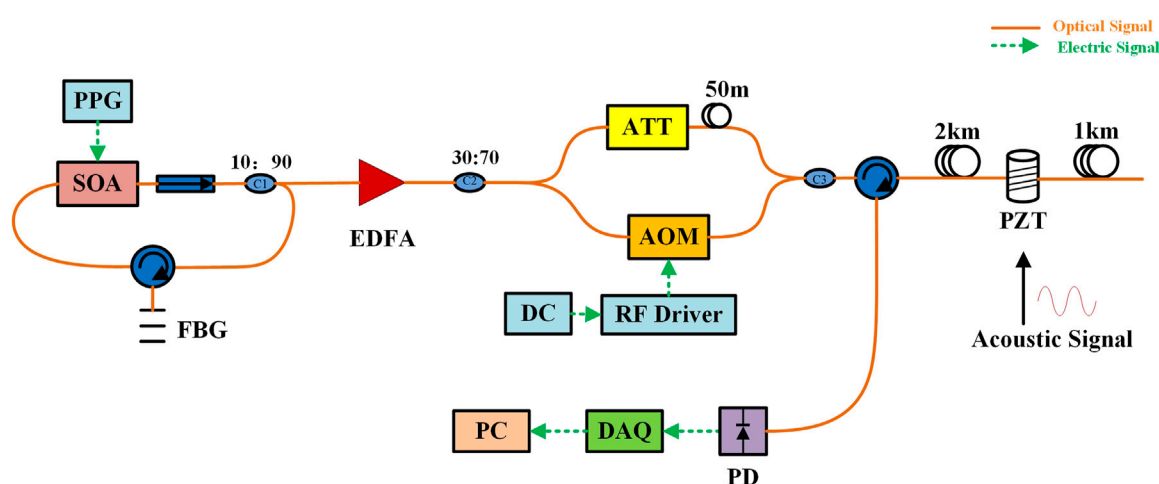 Optical Signal
Electric Signal
PPG
SOA
10: 90
C1
EDFA
30:70
C2
ATT
50m
AOM
DC
RF Driver
C3
2km
1km
PZT
Acoustic Signal
FBG
PC
DAQ
PD